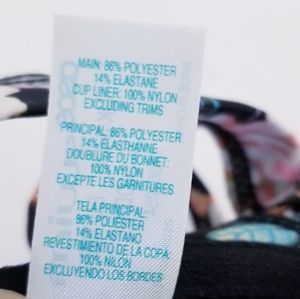 MAIN: 86% POLYESTER
14% ELASTANE
CUP LINER: 100% NYLON
EXCLUDING TRIMS
PRINCIPAL: 86% POLYESTER
14% ELASTHANNE
DOUBLURE DU BONNET:
100% NYLON
EXCEPTE LES GARNITURES
TELA PRINCIPAL:
86% POLIESTER
14% ELASTANO
REVESTIMIENTO DE LA COPA:
100% NILON
EXCLUYENDO LOS BORDES